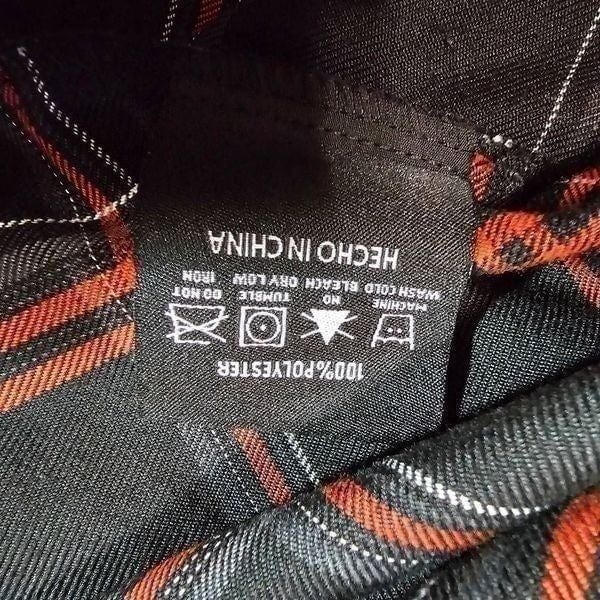 100%POLYESTER
MACHINE NO TUMBLE DO NOT
WASH COLD BLEACH DRY LOW IRON
HECHO IN CHINA